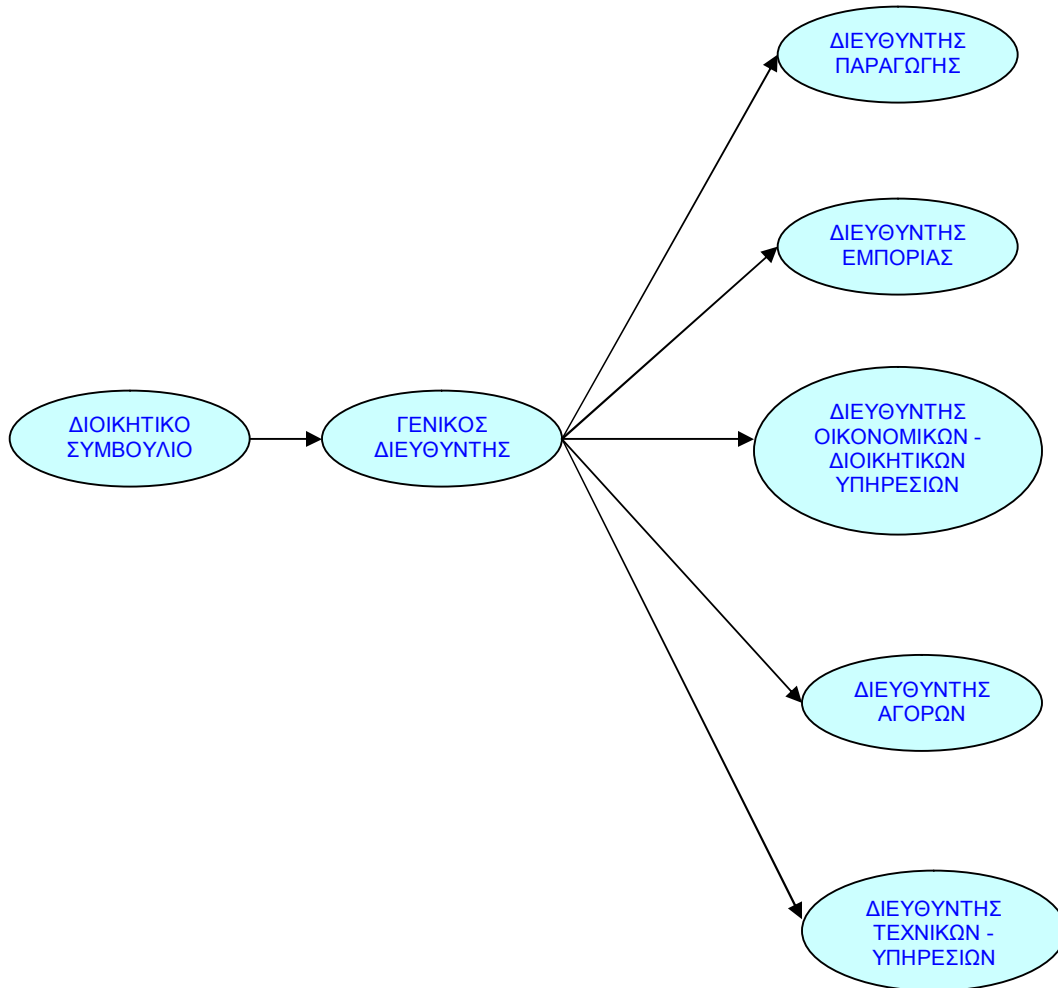 ΔΙΕΥΘΥΝΤΗΣ
ΠΑΡΑΓΩΓΗΣ
ΔΙΕΥΘΥΝΤΗΣ
ΕΜΠΟΡΙΑΣ
ΔΙΟΙΚΗΤΙΚΟ
ΣΥΜΒΟΥΛΙΟ
ΓΕΝΙΚΟΣ
ΔΙΕΥΘΥΝΤΗΣ
ΔΙΕΥΘΥΝΤΗΣ
ΟΙΚΟΝΟΜΙΚΩΝ -
ΔΙΟΙΚΗΤΙΚΩΝ
ΥΠΗΡΕΣΙΩΝ
ΔΙΕΥΘΥΝΤΗΣ
ΑΓΟΡΩΝ
ΔΙΕΥΘΥΝΤΗΣ
ΤΕΧΝΙΚΩΝ -
ΥΠΗΡΕΣΙΩΝ